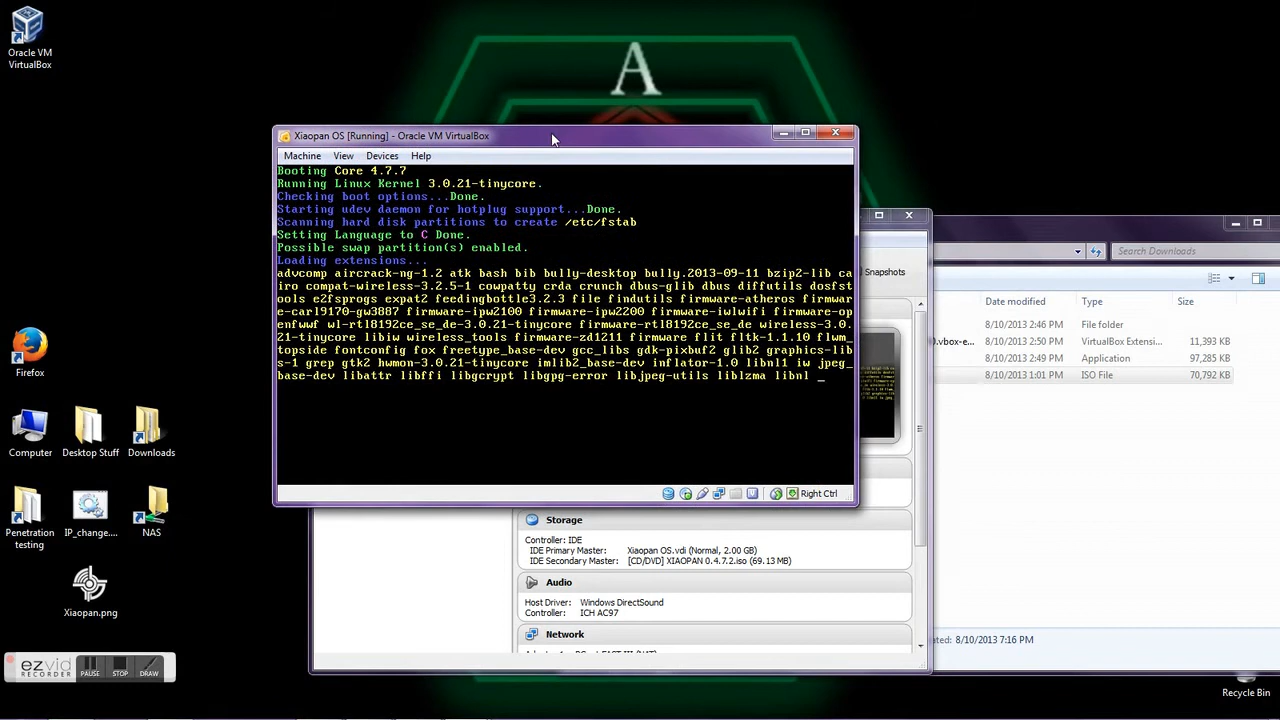 Oracle VM
VirtualBox
A
Xiaopan OS [Running] - Oracle VM VirtualBox
Machine View Devices Help
Booting Core 4.7.7
Running Linux Kernel 3.0.21-tinycore.
Checking boot options...Done.
Starting udev daemon for hotplug support...Done.
Scanning hard disk partitions to create /etc/fstab
Setting Language to C Done.
Possible swap partition(s) enabled.
Loading extensions...
advcomp aircrack-ng-1.2 atk bash bib bully-desktop bully.2013-09-11 bzip2-lib ca
iro compat-wireless-3.2.5-1 cowpatty crda crunch dbus-glib dbus diffutils dosfst
ools e2fsprogs expat2 feedingbottle3.2.3 file findutils firmware-atheros firmwar
e-carl9170-gw3887 firmware-ipw2100 firmware-ipw2200 firmware-iwlwifi firmware-op
enfwwf wl-rtl8192ce_se_de-3.0.21-tinycore firmware-rtl8192ce_se_de wireless-3.0.
21-tinycore libiw wireless_tools firmware-zd1211 firmware flit fltk-1.1.10 flwm_
topside fontconfig fox freetype_base-dev gcc_libs gdk-pixbuf2 glib2 graphics-lib
s-1 grep gtk2 hwmon-3.0.21-tinycore imlib2_base-dev inflator-1.0 libnl1 iw jpeg_
base-dev libattr libffi libgcrypt libgpg-error libjpeg-utils liblzma libnl _
Right Ctrl
Snapshots
Storage
Controller: IDE
IDE Primary Master: Xiaopan OS.vdi (Normal, 2.00 GB)
IDE Secondary Master: [CD/DVD] XIAOPAN 0.4.7.2.iso (69.13 MB)
Audio
Host Driver: Windows DirectSound
Controller: ICH AC97
Network
Search Downloads
Date modified Type Size
8/10/2013 2:46 PM File folder
0.vbox-e... 8/10/2013 2:50 PM VirtualBox Extensi... 11,393 KB
8/10/2013 2:49 PM Application 97,285 KB
8/10/2013 1:01 PM ISO File 70,792 KB
ated: 8/10/2013 7:16 PM
Firefox
Computer
Desktop Stuff
Downloads
Penetration
testing
IP_change....
NAS
Xiaopan.png
ezvid
RECORDER
PAUSE STOP DRAW
Recycle Bin